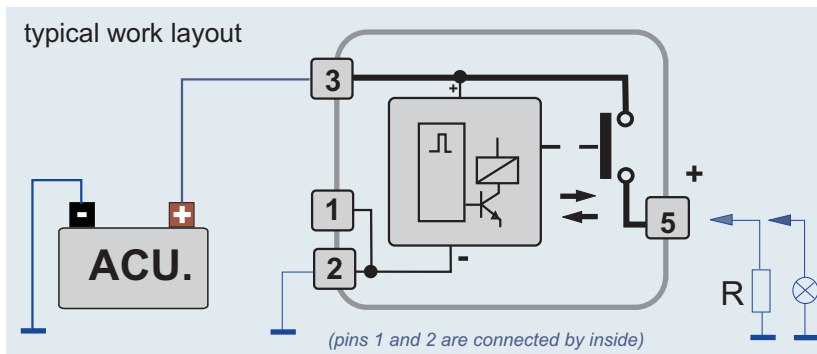 typical work layout
3
+
1
-
+
ACU.
2
-
+
5
R
(pins 1 and 2 are connected by inside)